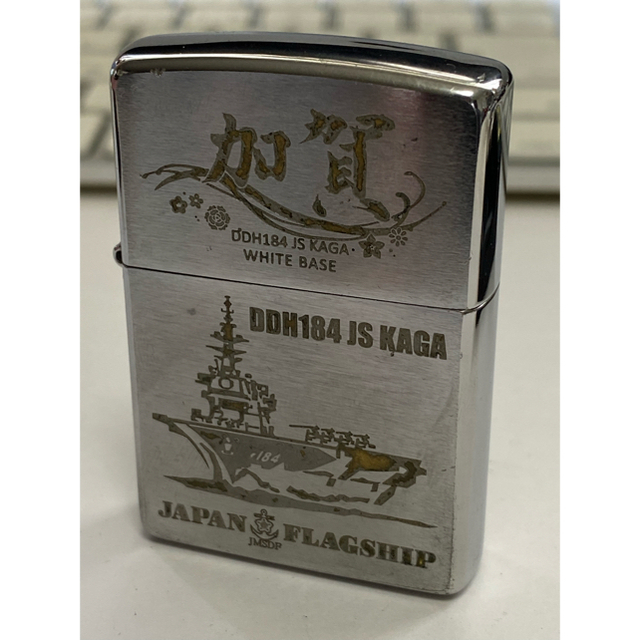 加賀
DDH184 JS KAGA
WHITE BASE
DDH184 JS KAGA
184
JAPAN FLAGSHIP
JMSDF